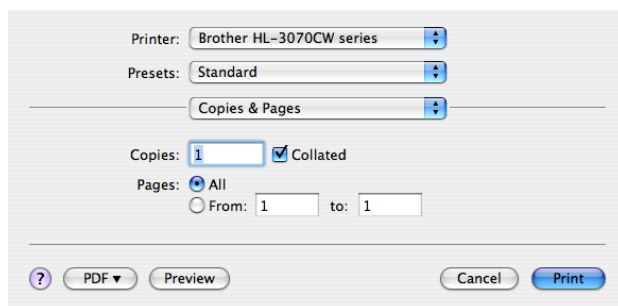 Printer: Brother HL-3070CW series
Presets: Standard
Copies & Pages
Copies: 1 Collated
Pages: All
From: 1 to: 1
? PDF ▾ Preview Cancel Print